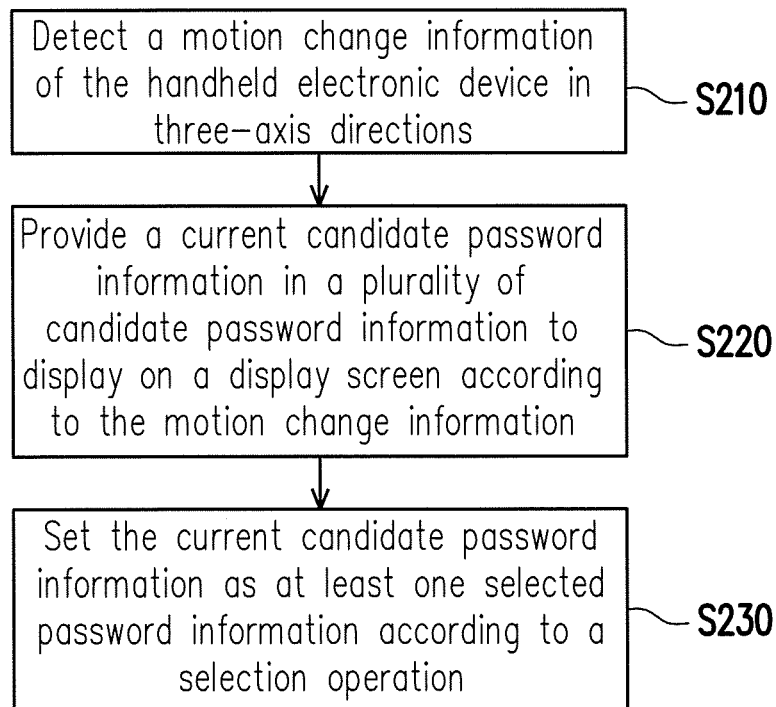 Detect a motion change information
of the handheld electronic device in
three-axis directions
S210
Provide a current candidate password
information in a plurality of
candidate password information to
display on a display screen according
to the motion change information
S220
Set the current candidate password
information as at least one selected
password information according to a
selection operation
S230